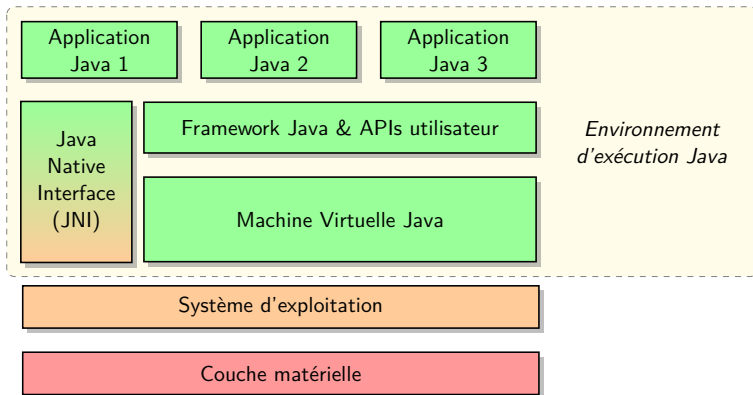 Application
Java 1
Application
Java 2
Application
Java 3
Java
Native
Interface
(JNI)
Framework Java & APIs utilisateur
Machine Virtuelle Java
Environnement
d'exécution Java
Système d'exploitation
Couche matérielle